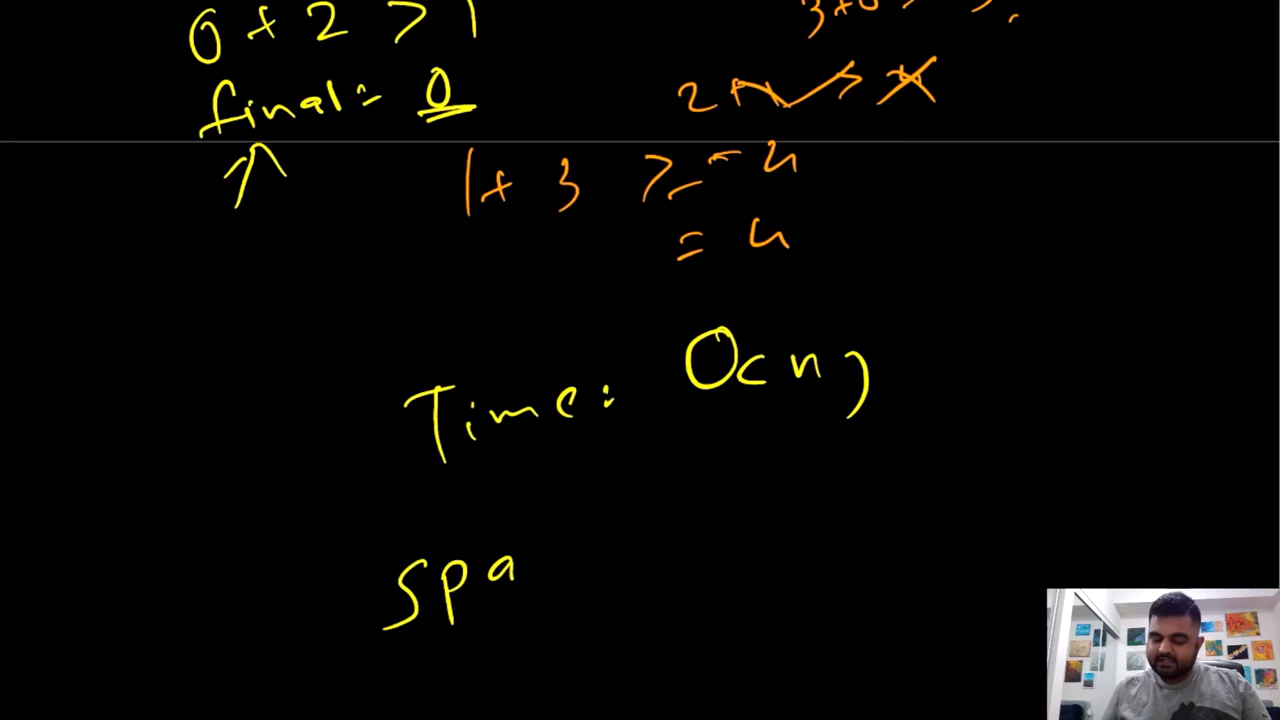 0 + 2 > 1
final = 0
1 + 3 >= 4
= 4
Time: O(n)
Spa